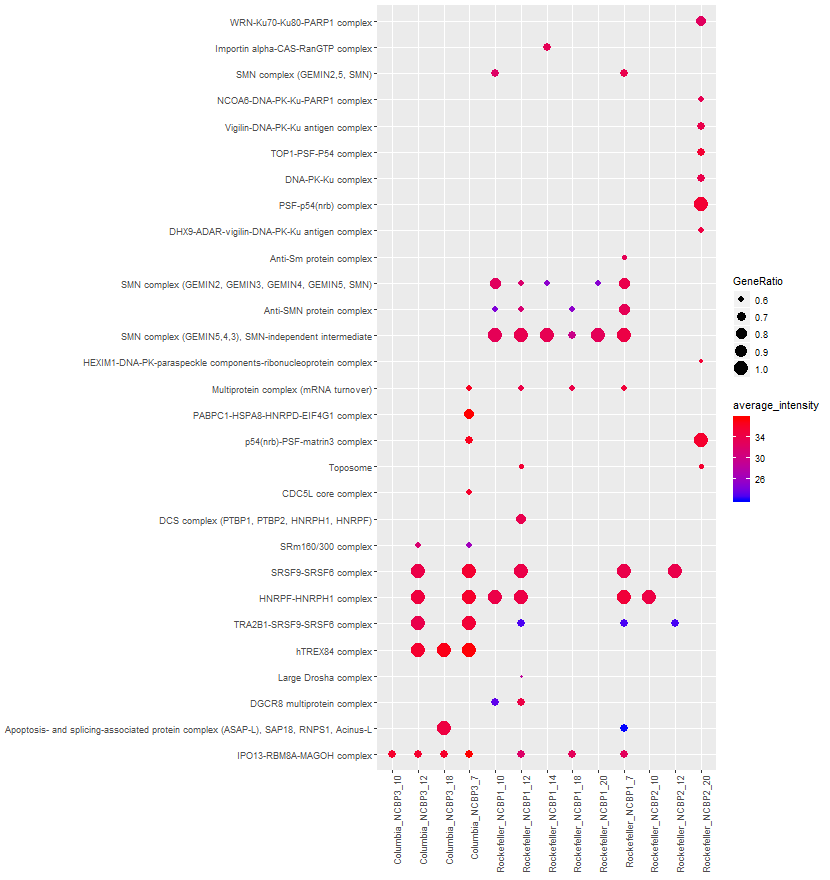 WRN-Ku70-Ku80-PARP1 complex
Importin alpha-CAS-RanGTP complex
SMN complex (GEMIN2,5, SMN)
NCOA6-DNA-PK-Ku-PARP1 complex
Vigilin-DNA-PK-Ku antigen complex
TOP1-PSF-P54 complex
DNA-PK-Ku complex
PSF-p54(nrb) complex
DHX9-ADAR-vigilin-DNA-PK-Ku antigen complex
Anti-Sm protein complex
SMN complex (GEMIN2, GEMIN3, GEMIN4, GEMIN5, SMN)
Anti-SMN protein complex
SMN complex (GEMIN5,4,3), SMN-independent intermediate
HEXIM1-DNA-PK-paraspeckle components-ribonucleoprotein complex
Multiprotein complex (mRNA turnover)
PABPC1-HSPA8-HNRPD-EIF4G1 complex
p54(nrb)-PSF-matrin3 complex
Toposome
CDC5L core complex
DCS complex (PTBP1, PTBP2, HNRPH1, HNRPF)
SRm160/300 complex
SRSF9-SRSF6 complex
HNRPF-HNRPH1 complex
TRA2B1-SRSF9-SRSF6 complex
hTREX84 complex
Large Drosha complex
DGCR8 multiprotein complex
Apoptosis- and splicing-associated protein complex (ASAP-L), SAP18, RNPS1, Acinus-L
IPO13-RBM8A-MAGOH complex
Columbia_NCBP3_10
Columbia_NCBP3_12
Columbia_NCBP3_18
Columbia_NCBP3_7
Rockefeller_NCBP1_10
Rockefeller_NCBP1_12
Rockefeller_NCBP1_14
Rockefeller_NCBP1_18
Rockefeller_NCBP1_20
Rockefeller_NCBP1_7
Rockefeller_NCBP2_10
Rockefeller_NCBP2_12
Rockefeller_NCBP2_20
GeneRatio
0.6
0.7
0.8
0.9
1.0
average_intensity
34
30
26